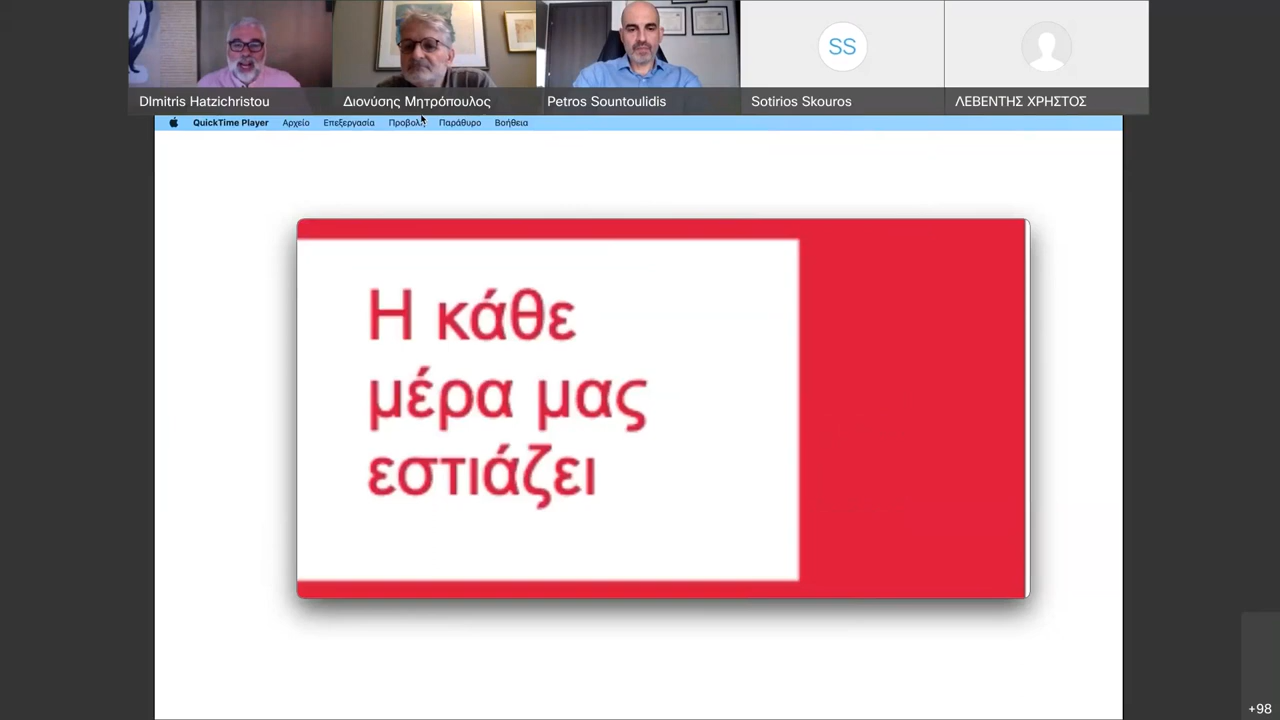 SS
DImitris Hatzichristou
Διονύσης Μητρόπουλος
Petros Sountoulidis
Sotirios Skouros
ΛΕΒΕΝΤΗΣ ΧΡΗΣΤΟΣ
QuickTime Player Αρχείο Επεξεργασία Προβολή Παράθυρο Βοήθεια
Η κάθε
μέρα μας
εστιάζει
+98